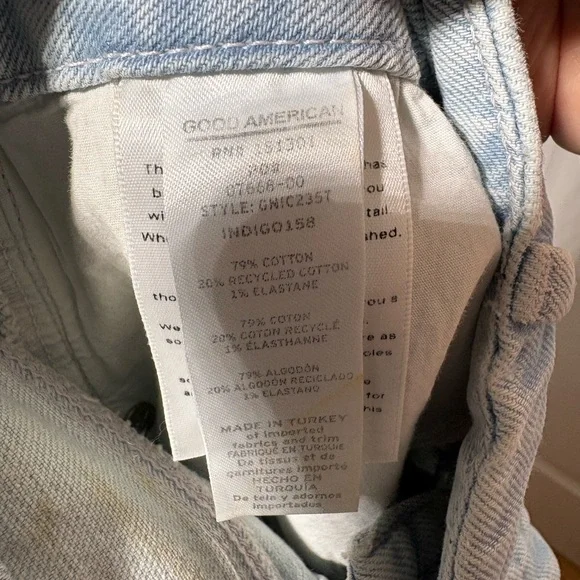 GOOD AMERICAN
RN# 151301
PO#
07668-00
STYLE: GNIC235T
INDIGO158
79% COTTON
20% RECYCLED COTTON
1% ELASTANE
79% COTON
20% COTON RECYCLÉ
1% ÉLASTHANNE
79% ALGODÓN
20% ALGODÓN RECICLADO
1% ELASTANO
MADE IN TURKEY
of imported
fabrics and trim
FABRIQUÉ EN TURQUIE
De tissus et de
garnitures importé
HECHO EN
TURQUÍA
De tela y adornos
importados